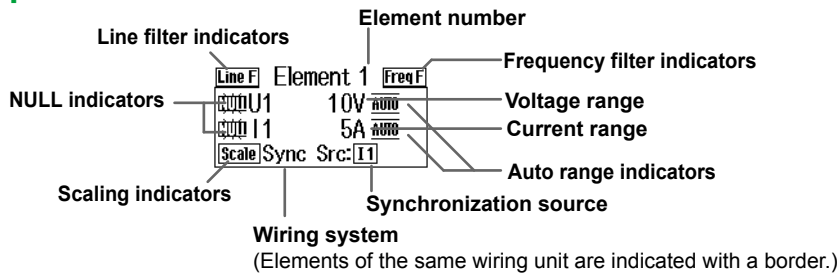 Element number
Line filter indicators
Frequency filter indicators
Line F Element 1 Freq F
NULL indicators
U1 10V AUTO
Voltage range
I1 5A AUTO
Current range
Scale Sync Src: I1
Auto range indicators
Scaling indicators
Synchronization source
Wiring system
(Elements of the same wiring unit are indicated with a border.)